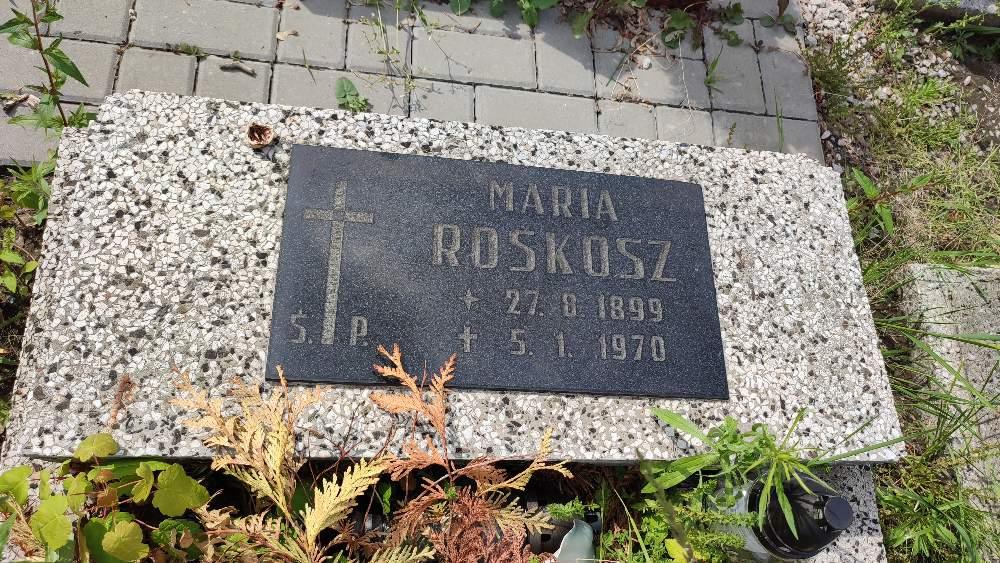 MARIA
ROSKOSZ
27. 8 1899
Ś. P. 5. 1. 1970